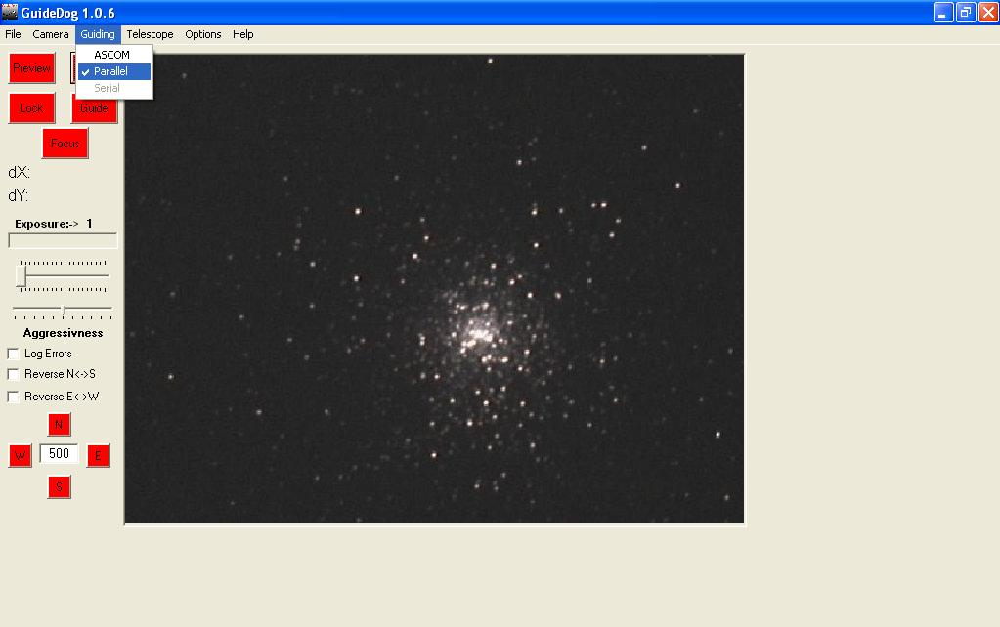 GuideDog 1.0.6
File Camera Guiding Telescope Options Help
ASCOM
Parallel
Serial
Preview
Lock Guide
Focus
dX:
dY:
Exposure:-> 1
Aggressivness
Log Errors
Reverse N<->S
Reverse E<->W
N
W 500 E
S